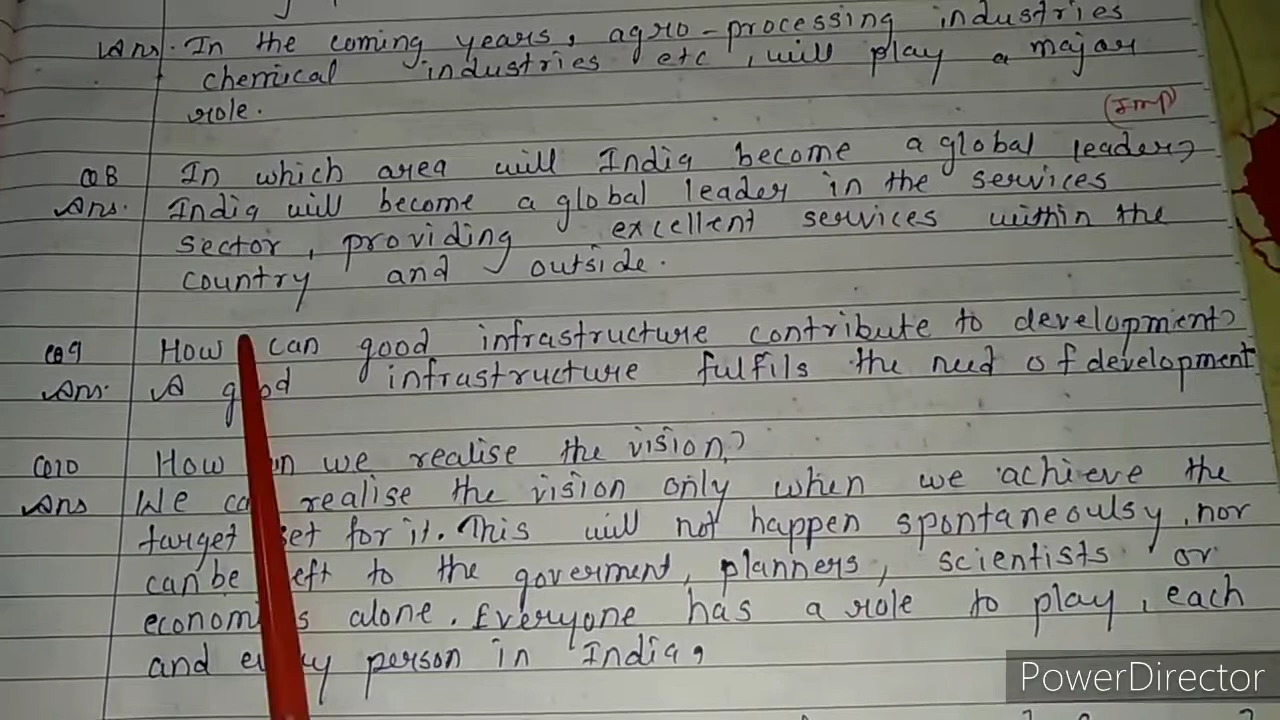 Ans. In the coming years, agro-processing industries
chemical industries etc, will play a major
role.
(Imp)
Q8 In which area will India become a global leader?
Ans. India will become a global leader in the services
sector, providing excellent services within the
country and outside.
Q9 How can good infrastructure contribute to development?
Ans. A good infrastructure fulfils the need of development
Q10 How we realise the vision?
Ans We realise the vision only when we achieve the
target set for it. This will not happen spontaneoulsy, nor
can be left to the goverment, planners, scientists or
alone. Everyone has a role to play, each
and every person in India,
PowerDirector